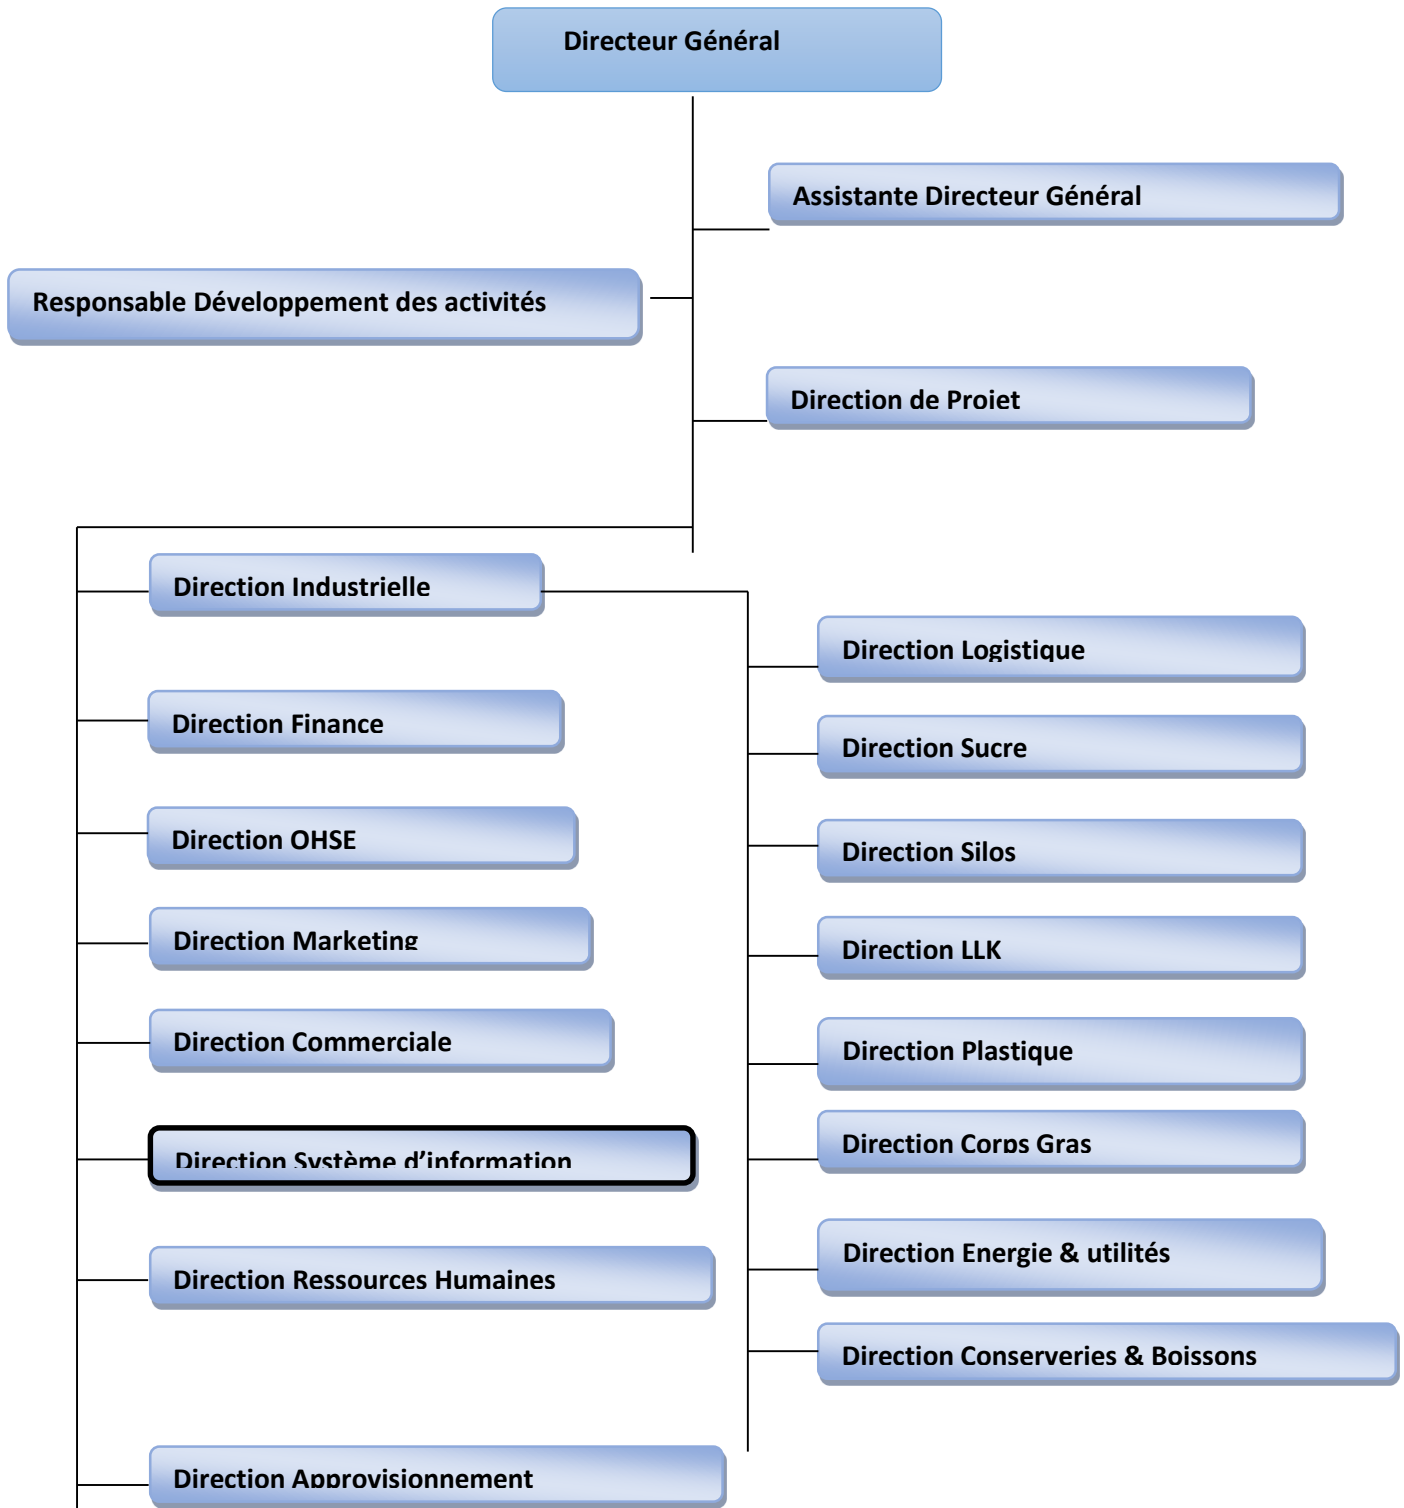 Directeur Général
Assistante Directeur Général
Responsable Développement des activités
Direction de Projet
Direction Industrielle
Direction Logistique
Direction Finance
Direction Sucre
Direction OHSE
Direction Silos
Direction Marketing
Direction LLK
Direction Commerciale
Direction Plastique
Direction Système d’information
Direction Corps Gras
Direction Ressources Humaines
Direction Energie & utilités
Direction Conserveries & Boissons
Direction Approvisionnement